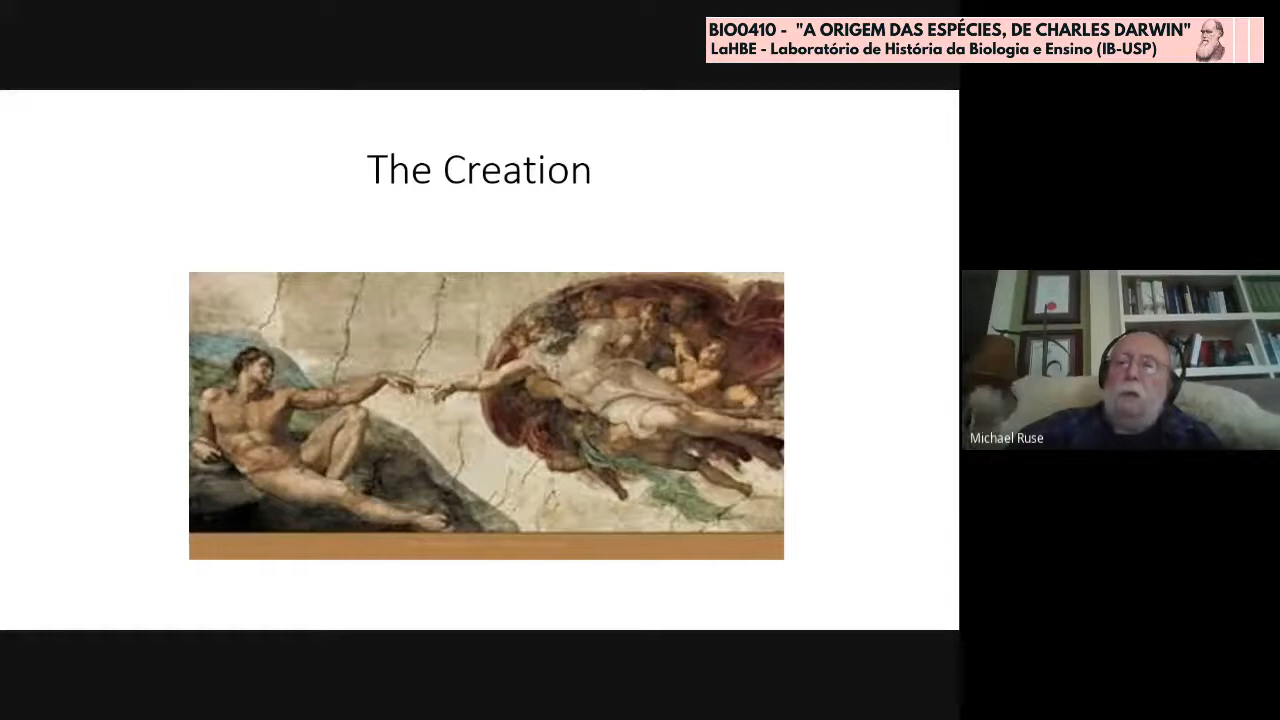 BIO0410 - "A ORIGEM DAS ESPÉCIES, DE CHARLES DARWIN"
LaHBE - Laboratório de História da Biologia e Ensino (IB-USP)
The Creation
Michael Ruse